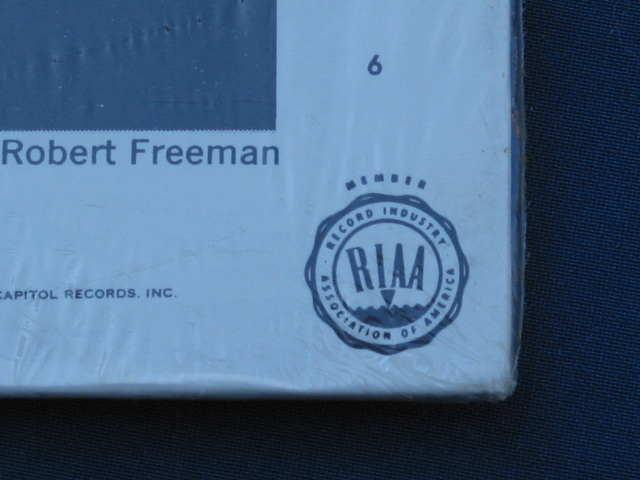 6
Robert Freeman
CAPITOL RECORDS, INC.
MEMBER
RECORD INDUSTRY
RIAA
ASSOCIATION OF AMERICA